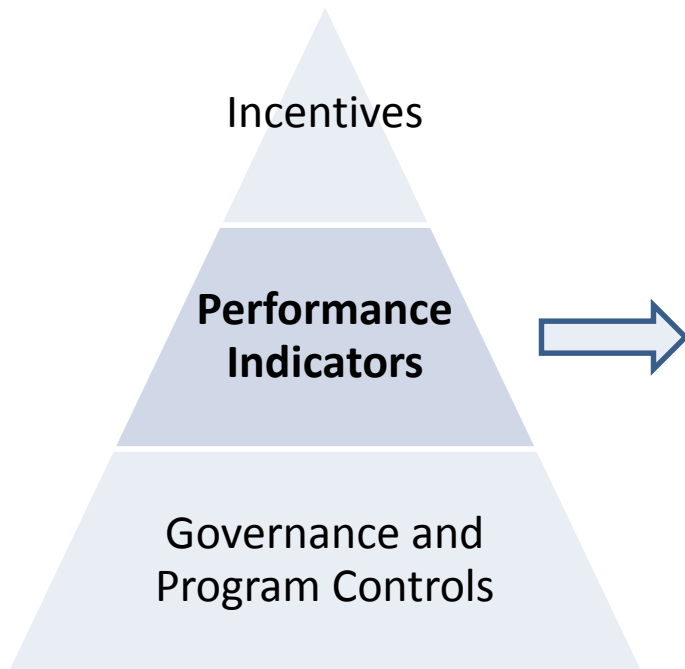 Incentives
Performance
Indicators
Governance and
Program Controls